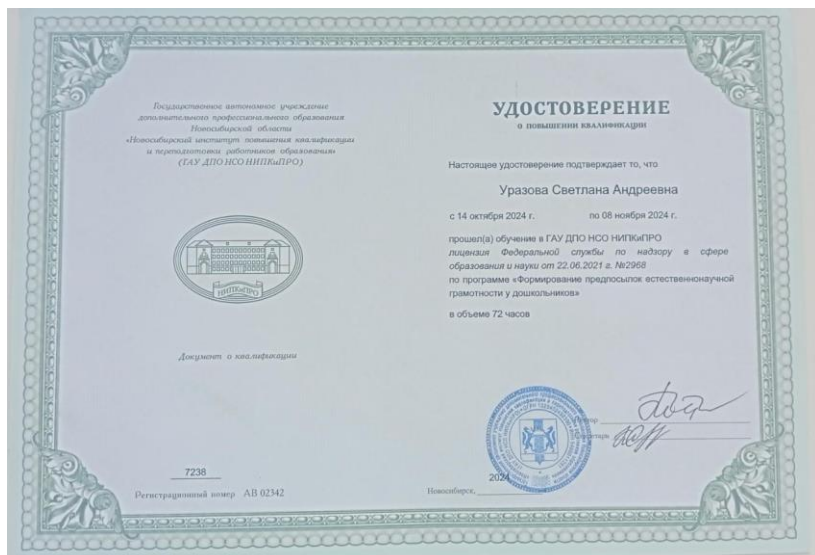 Государственное автономное учреждение
дополнительного профессионального образования
Новосибирской области
«Новосибирский институт повышения квалификации
и переподготовки работников образования»
(ГАУ ДПО НСО НИПКиПРО)
НИПКиПРО
Документ о квалификации
7238
Регистрационный номер АВ 02342
УДОСТОВЕРЕНИЕ
О ПОВЫШЕНИИ КВАЛИФИКАЦИИ
Настоящее удостоверение подтверждает то, что
Уразова Светлана Андреевна
с 14 октября 2024 г. по 08 ноября 2024 г.
прошел(а) обучение в ГАУ ДПО НСО НИПКиПРО
лицензия Федеральной службы по надзору в сфере
образования и науки от 22.06.2021 г. №2968
по программе «Формирование предпосылок естественнонаучной
грамотности у дошкольников»
в объеме 72 часов
Секретарь
2024
Новосибирск,